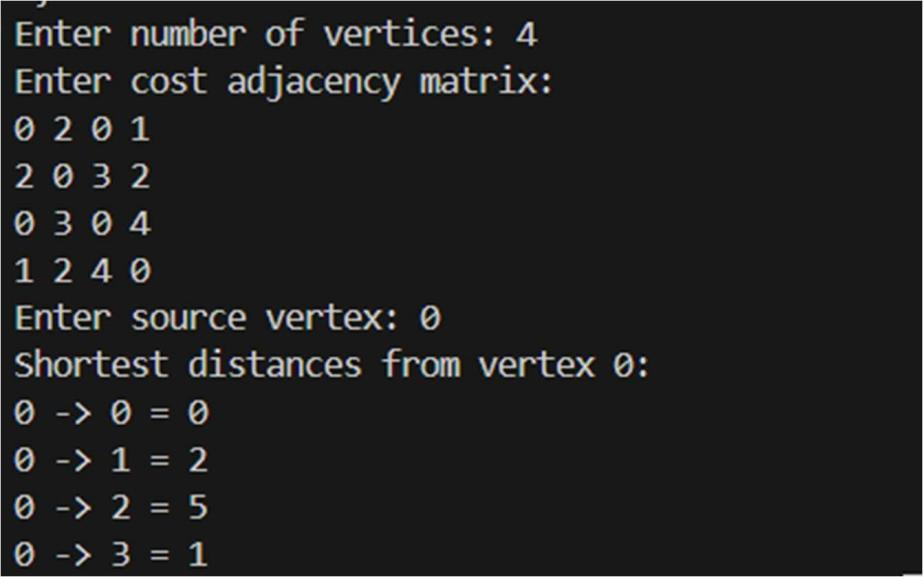 Enter number of vertices: 4
Enter cost adjacency matrix:
0 2 0 1
2 0 3 2
0 3 0 4
1 2 4 0
Enter source vertex: 0
Shortest distances from vertex 0:
0 -> 0 = 0
0 -> 1 = 2
0 -> 2 = 5
0 -> 3 = 1